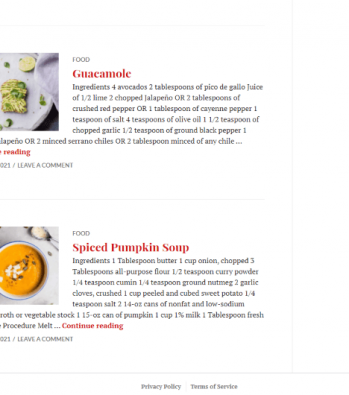 FOOD
Guacamole
Ingredients 4 avocados 2 tablespoons of pico de gallo Juice
of 1/2 lime 2 chopped jalapeño OR 2 tablespoons of
crushed red pepper OR 1 tablespoon of cayenne pepper 1
teaspoon of salt 4 teaspoons of olive oil 1 1/2 teaspoon of
chopped garlic 1/2 teaspoon of ground black pepper 1
alapeño OR 2 minced serrano chiles OR 2 tablespoon minced of any chile ...
reading
2021 / LEAVE A COMMENT
FOOD
Spiced Pumpkin Soup
Ingredients 1 Tablespoon butter 1 cup onion, chopped 3
Tablespoons all-purpose flour 1/2 teaspoon curry powder
1/4 teaspoon cumin 1/4 teaspoon ground nutmeg 2 garlic
cloves, crushed 1 cup peeled and cubed sweet potato 1/4
teaspoon salt 2 14-oz cans of nonfat and low-sodium
roth or vegetable stock 1 15-oz can of pumpkin 1 cup 1% milk 1 Tablespoon fresh
Procedure Melt ... Continue reading
2021 / LEAVE A COMMENT
Privacy Policy Terms of Service